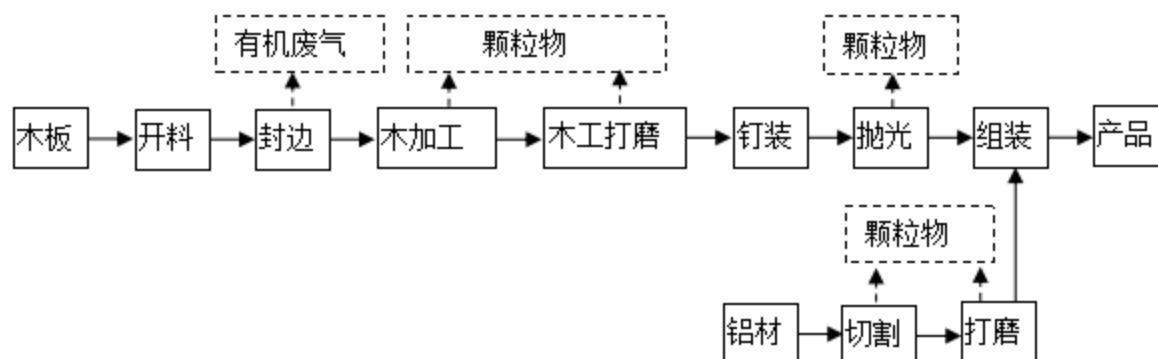 有机废气
颗粒物
颗粒物
木板
开料
封边
木加工
木工打磨
钉装
抛光
组装
产品
颗粒物
铝材
切割
打磨